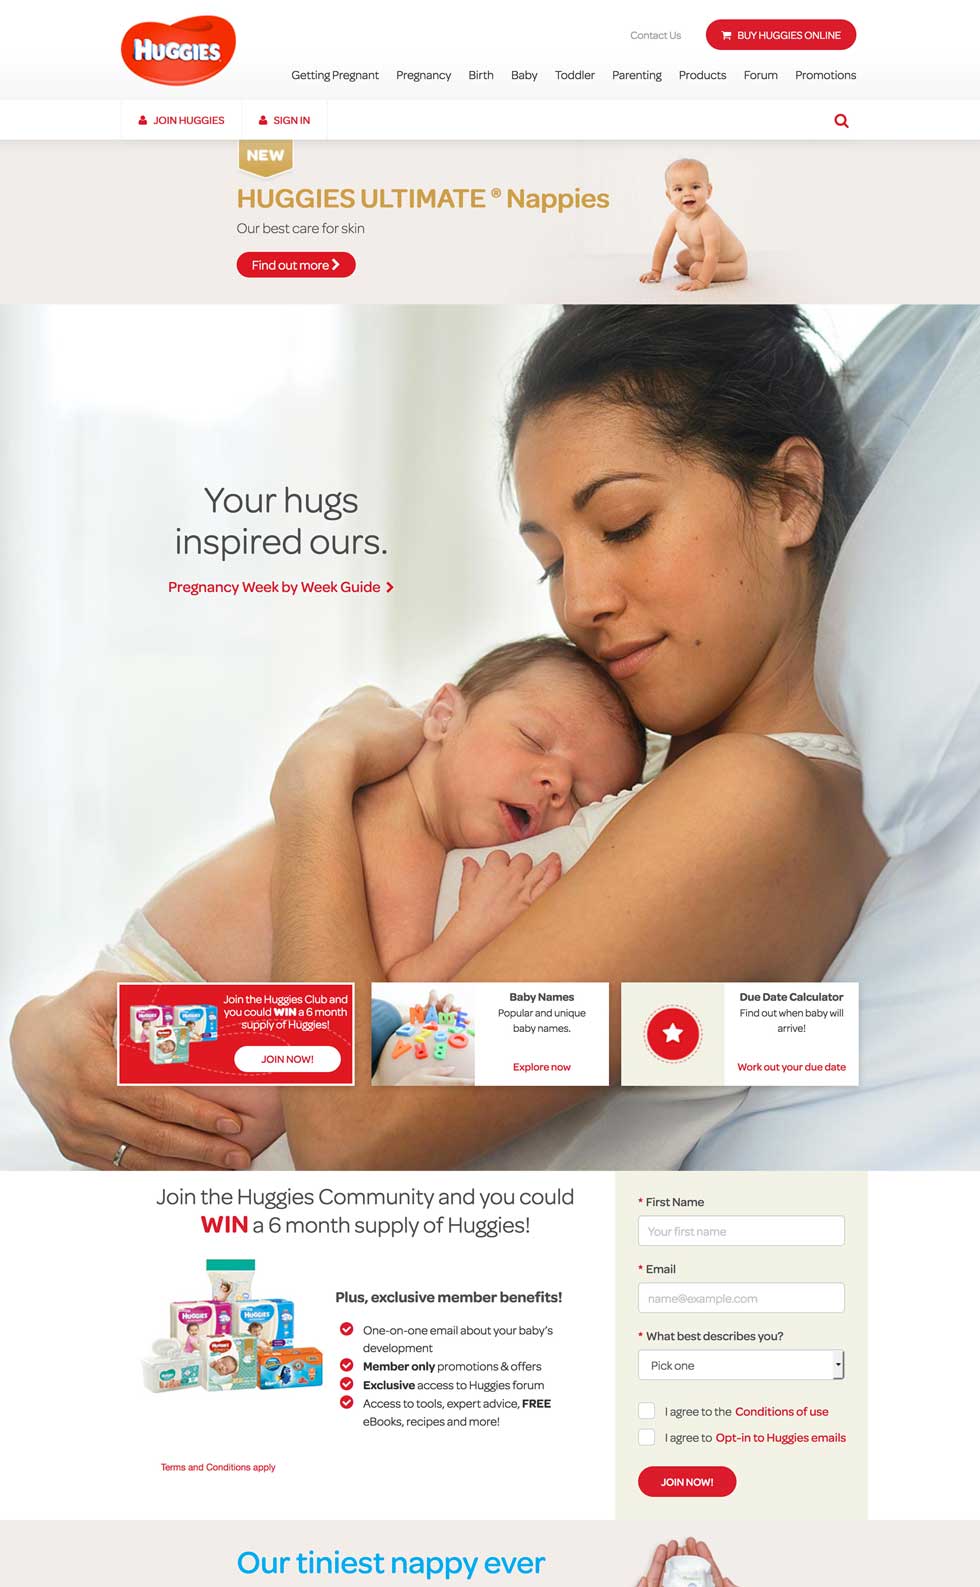 HUGGIES
Contact Us
BUY HUGGIES ONLINE
Getting Pregnant Pregnancy Birth Baby Toddler Parenting Products Forum Promotions
JOIN HUGGIES SIGN IN
NEW
HUGGIES ULTIMATE ® Nappies
Our best care for skin
Find out more
Your hugs
inspired ours.
Pregnancy Week by Week Guide
Join the Huggies Club and
you could WIN a 6 month
supply of Huggies!
JOIN NOW!
NAME
Baby Names
Popular and unique
baby names.
Explore now
Due Date Calculator
Find out when baby will
arrive!
Work out your due date
Join the Huggies Community and you could
WIN a 6 month supply of Huggies!
HUGGIES
HUGGIES
Plus, exclusive member benefits!
One-on-one email about your baby's
development
Member only promotions & offers
Exclusive access to Huggies forum
Access to tools, expert advice, FREE
eBooks, recipes and more!
Terms and Conditions apply
* First Name
Your first name
* Email
name@example.com
* What best describes you?
Pick one
I agree to the Conditions of use
I agree to Opt-in to Huggies emails
JOIN NOW!
Our tiniest nappy ever